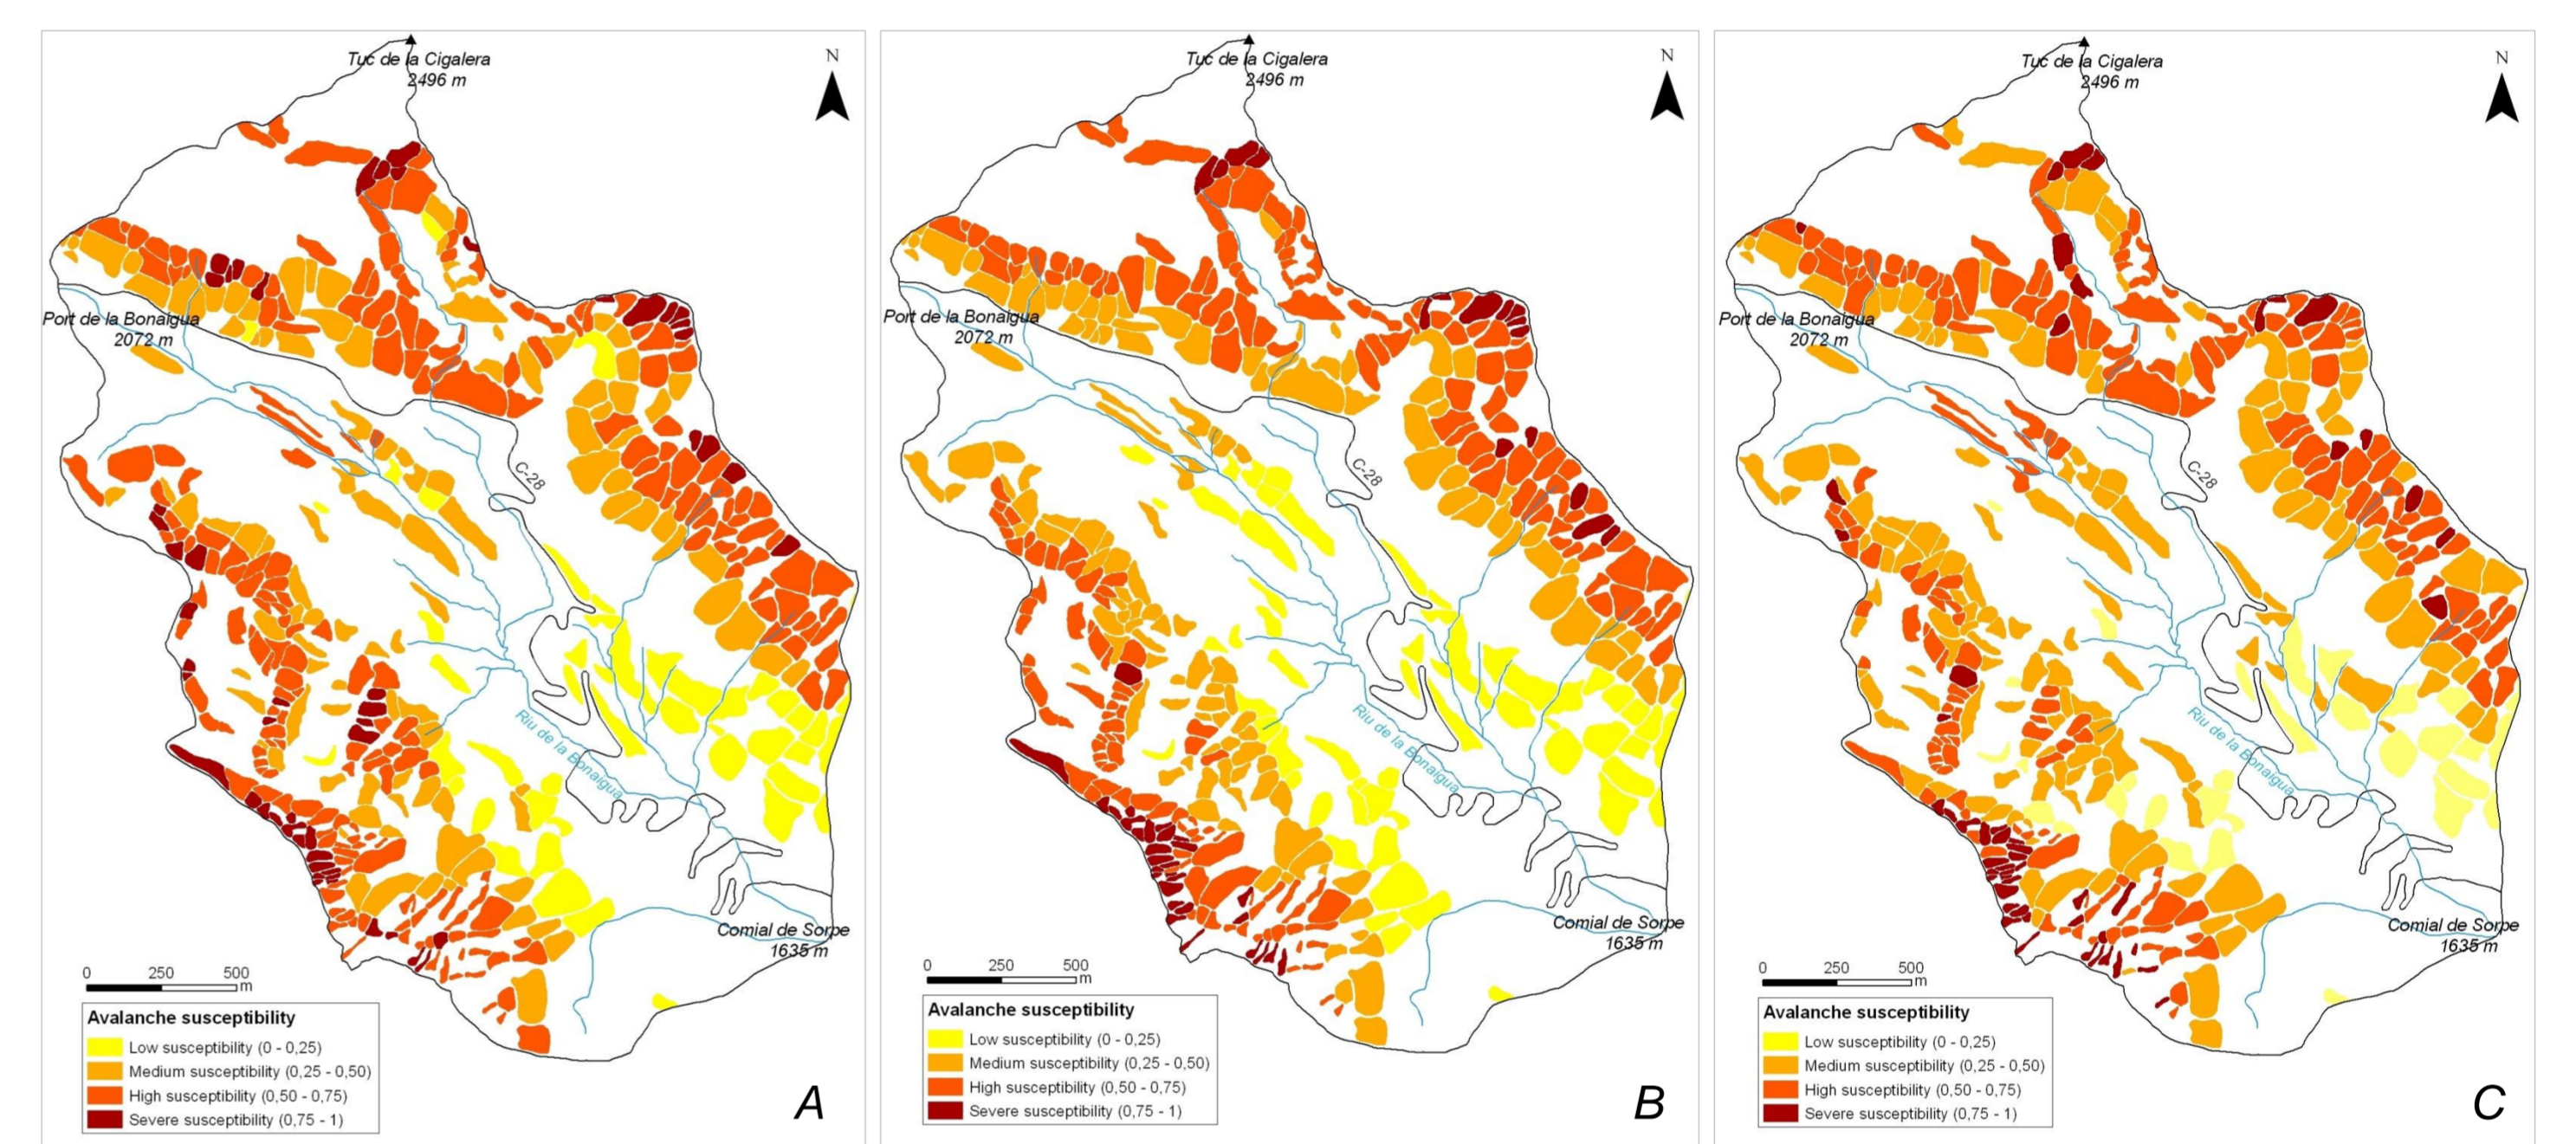 Tuc de la Cigalera
2496 m
N
Port de la Bonaigua
2072 m
C-28
Riu de la Bonaigua
Comial de Sorpe
1635 m
0 250 500
m
Avalanche susceptibility
Low susceptibility (0 - 0,25)
Medium susceptibility (0,25 - 0,50)
High susceptibility (0,50 - 0,75)
Severe susceptibility (0,75 - 1)
A
Tuc de la Cigalera
2496 m
N
Port de la Bonaigua
2072 m
C-28
Riu de la Bonaigua
Comial de Sorpe
1635 m
0 250 500
m
Avalanche susceptibility
Low susceptibility (0 - 0,25)
Medium susceptibility (0,25 - 0,50)
High susceptibility (0,50 - 0,75)
Severe susceptibility (0,75 - 1)
B
Tuc de la Cigalera
2496 m
N
Port de la Bonaigua
2072 m
C-28
Riu de la Bonaigua
Comial de Sorpe
1635 m
0 250 500
m
Avalanche susceptibility
Low susceptibility (0 - 0,25)
Medium susceptibility (0,25 - 0,50)
High susceptibility (0,50 - 0,75)
Severe susceptibility (0,75 - 1)
C